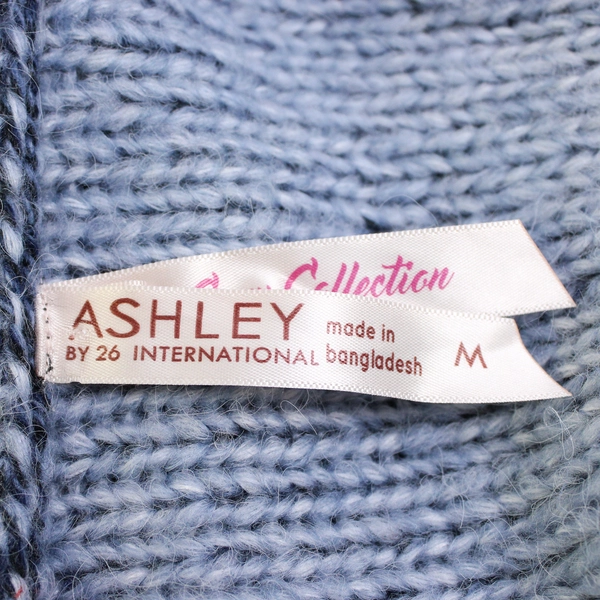 Collection
ASHLEY
BY 26 INTERNATIONAL
made in
bangladesh
M